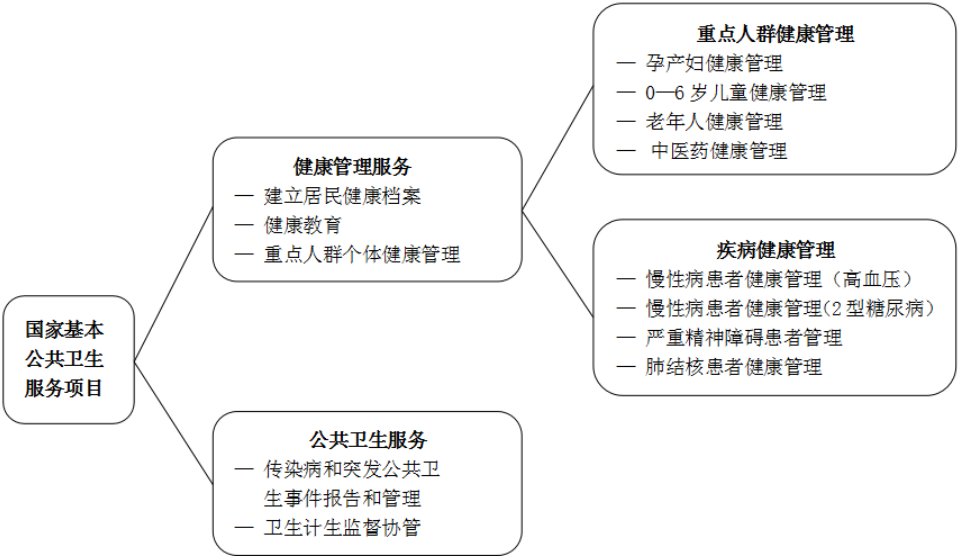 国家基本
公共卫生
服务项目
健康管理服务
— 建立居民健康档案
— 健康教育
— 重点人群个体健康管理
公共卫生服务
— 传染病和突发公共卫
生事件报告和管理
— 卫生计生监督协管
重点人群健康管理
— 孕产妇健康管理
— 0—6岁儿童健康管理
— 老年人健康管理
— 中医药健康管理
疾病健康管理
— 慢性病患者健康管理（高血压）
— 慢性病患者健康管理(2型糖尿病）
— 严重精神障碍患者管理
— 肺结核患者健康管理